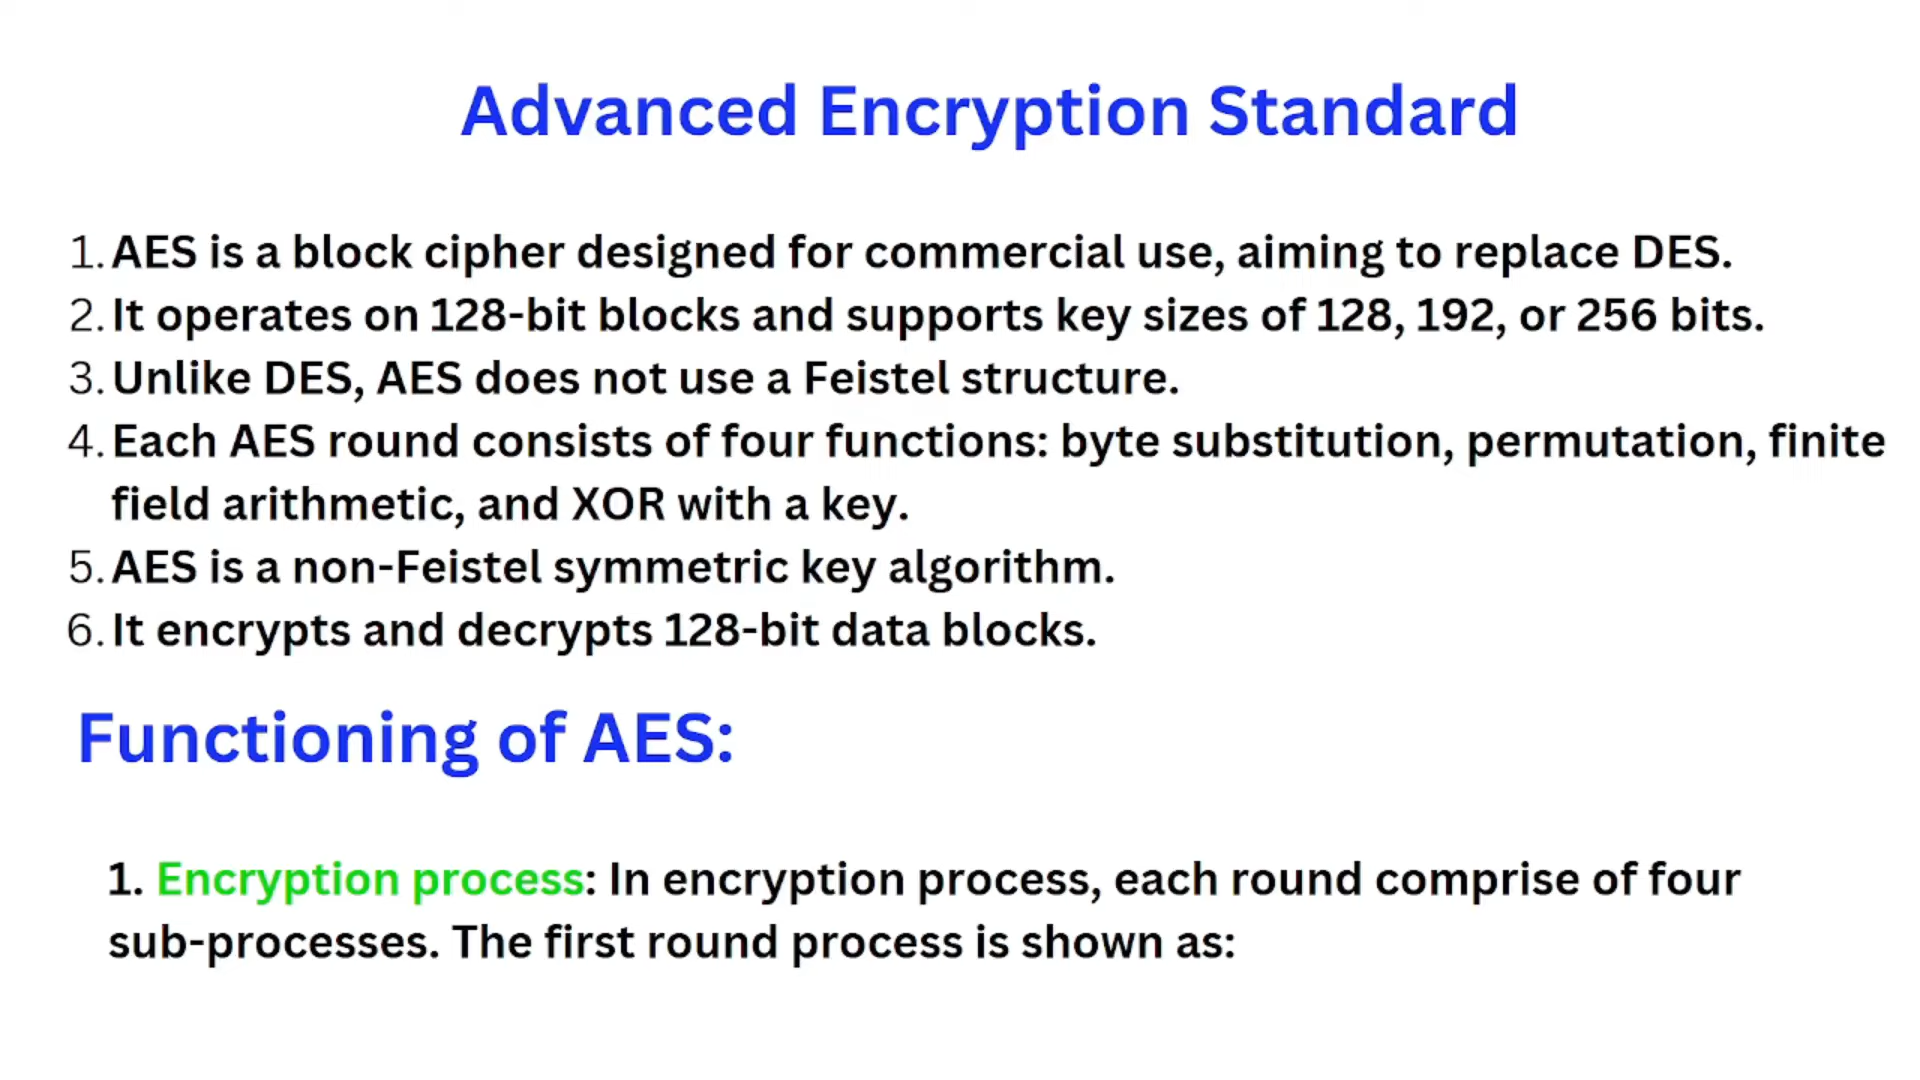 Advanced Encryption Standard
1. AES is a block cipher designed for commercial use, aiming to replace DES.
2. It operates on 128-bit blocks and supports key sizes of 128, 192, or 256 bits.
3. Unlike DES, AES does not use a Feistel structure.
4. Each AES round consists of four functions: byte substitution, permutation, finite
field arithmetic, and XOR with a key.
5. AES is a non-Feistel symmetric key algorithm.
6. It encrypts and decrypts 128-bit data blocks.
Functioning of AES:
1. Encryption process: In encryption process, each round comprise of four
sub-processes. The first round process is shown as: